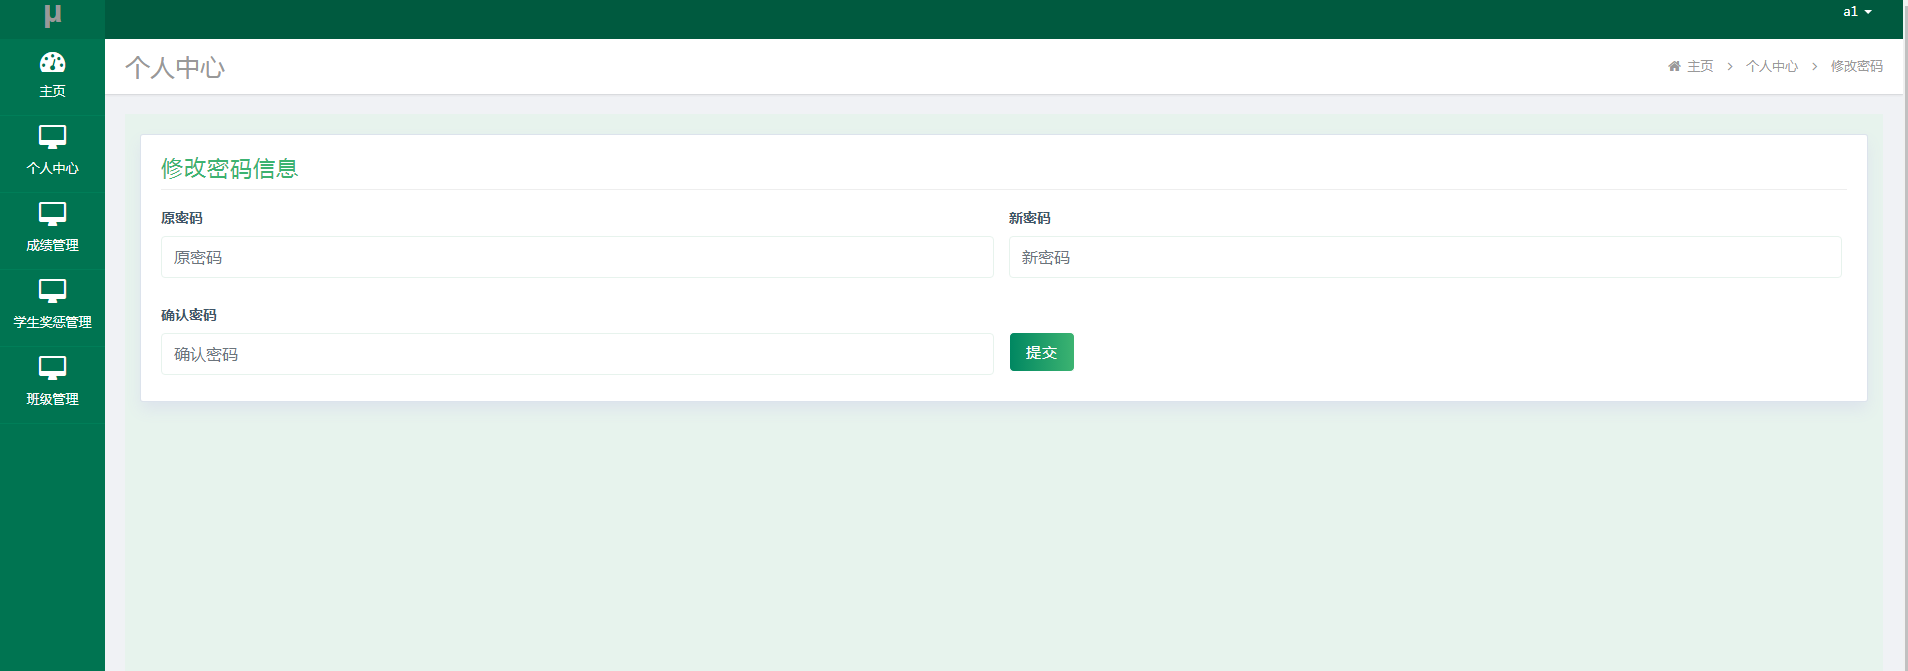 μ
a1
主页
个人中心
成绩管理
学生奖惩管理
班级管理
个人中心
主页 > 个人中心 > 修改密码
修改密码信息
原密码
原密码
新密码
新密码
确认密码
确认密码
提交